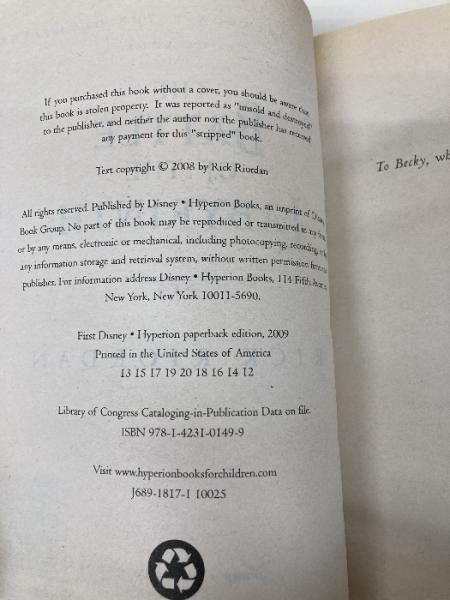 If you purchased this book without a cover, you should be aware that
this book is stolen property. It was reported as "unsold and destroyed"
to the publisher, and neither the author nor the publisher has received
any payment for this "stripped" book.
Text copyright © 2008 by Rick Riordan
All rights reserved. Published by Disney • Hyperion Books, an imprint of Disney
Book Group. No part of this book may be reproduced or transmitted in any form
or by any means, electronic or mechanical, including photocopying, recording, or by
any information storage and retrieval system, without written permission from the
publisher. For information address Disney • Hyperion Books, 114 Fifth Avenue,
New York, New York 10011-5690.
First Disney • Hyperion paperback edition, 2009
Printed in the United States of America
13 15 17 19 20 18 16 14 12
Library of Congress Cataloging-in-Publication Data on file.
ISBN 978-1-4231-0149-9
Visit www.hyperionbooksforchildren.com
J689-1817-1 10025
To Becky, wh